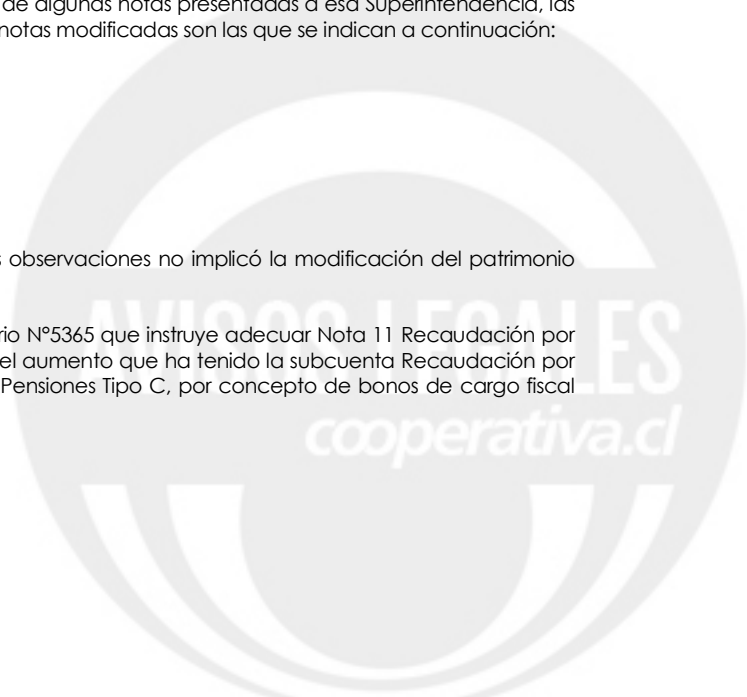 de algunas notas presentadas a esa Superintendencia, las
notas modificadas son las que se indican a continuación:
observaciones no implicó la modificación del patrimonio
rio N°5365 que instruye adecuar Nota 11 Recaudación por
el aumento que ha tenido la subcuenta Recaudación por
Pensiones Tipo C, por concepto de bonos de cargo fiscal
AVISOS LEGALES
cooperativa.cl